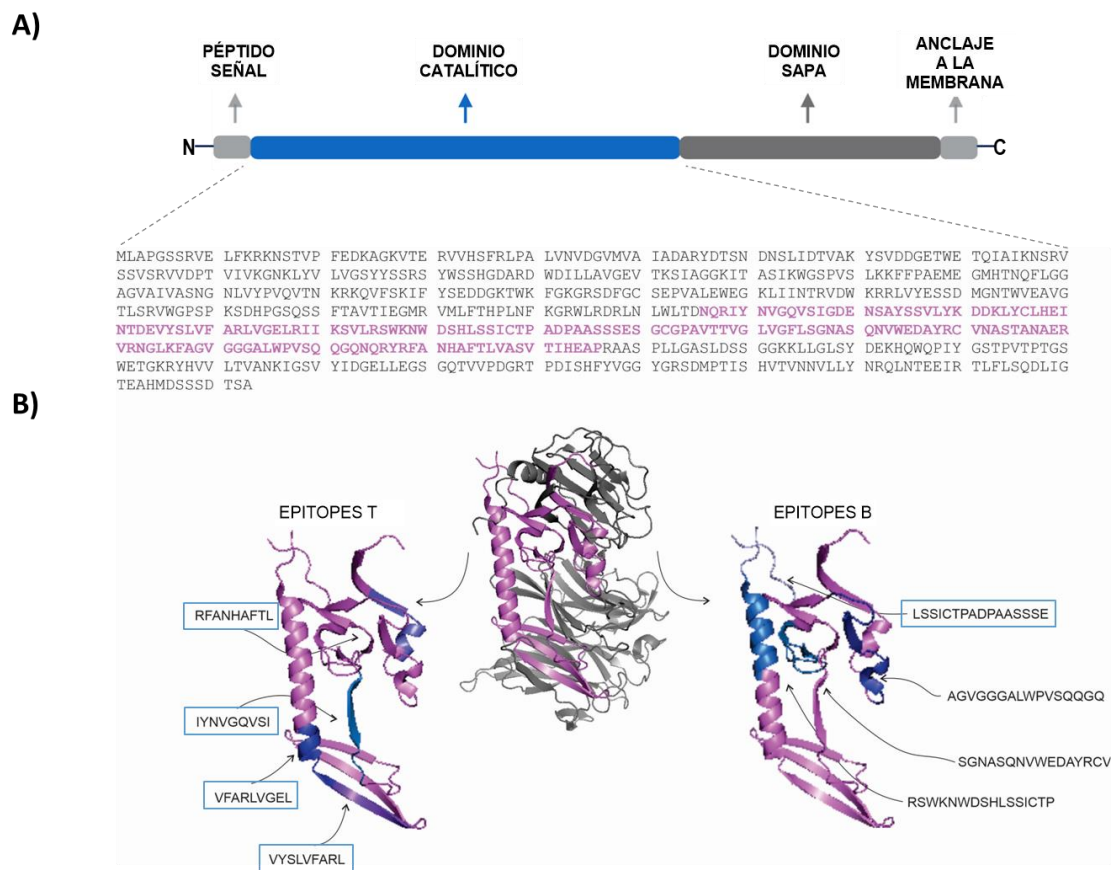 A)
PÉPTIDO
SEÑAL
DOMINIO
CATALÍTICO
DOMINIO
SAPA
ANCLAJE
A LA
MEMBRANA
N
C
MLAPGSSRVE LFKRKNSTVP FEDKAGKVTE RVVHSFRLPA LVNVDGVMVA IADARYDTSN DNSLIDTVAK YSVDDGETWE TQIAIKNSRV
SSVSRVVDPT VIVKGNKLYV LVGSYYSSRS YWSSHGDARD WDILLAVGEV TKSIAGGKIT ASIKWGSPVS LKKFFPAEME GMHTNQFLGG
AGVAIVASNG NLVYPVQVTN KRKQVFSKIF YSEDDGKTWK FGKGRSDFGC SEPVALEWEG KLIINTRVDW KRRLVYESSD MGNTWVEAVG
TLSRVWGPSP KSDHPGSQSS FTAVTIEGMR VMLFTHPLNF KGRWLRDRLN LWLTDNQRIY NVGQVSIGDE NSAYSSVLYK DDKLYCLHEI
NTDEVYSLVF ARLVGELRII KSVLRSWKNW DSHLSSICTP ADPAASSSES GCGPAVTTVG LVGFLSGNAS QNVWEDAYRC VNASTANAER
VRNGLKFAGV GGGALWPVSQ QGQNQRYRFA NHAFTLVASV TIHEAPRAAS PLLGASLDSS GGKKLLGLSY DEKHQWQPIY GSTPVTPTGS
WETGKRYHVV LTVANKIGSV YIDGELLEGS GQTVVPDGRT PDISHFYVGG YGRSDMPTIS HVTVNNVLLY NRQLNTEEIR TLFLSQDLIG
TEAHMDSSSD TSA
B)
EPITOPES T
EPITOPES B
RFANHAFTL
LSSICTPADPAASSSE
IYNVGQVSI
AGVGGGALWPVSQQGQ
VFARLVGEL
SGNASQNVWEDAYRCV
RSWKNWDSHLSSICTP
VYSLVFARL